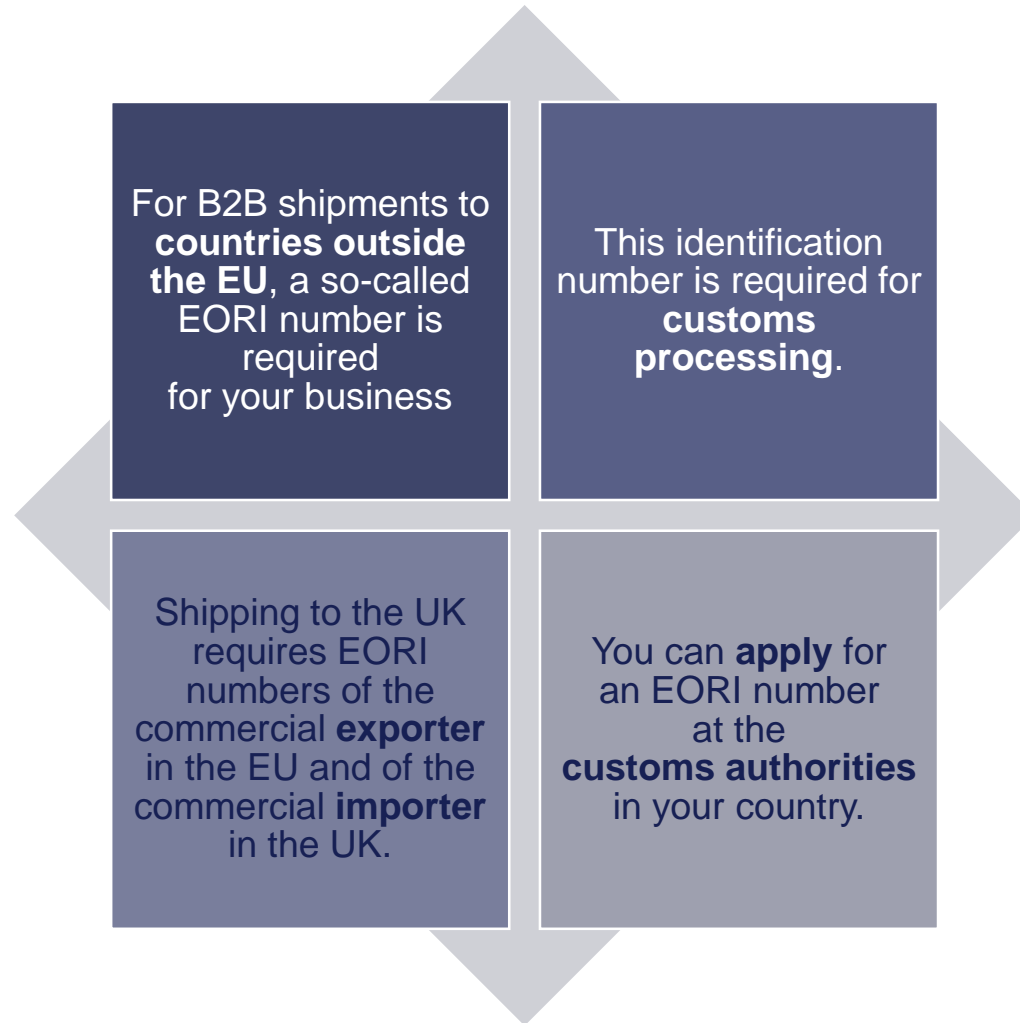 For B2B shipments to
countries outside
the EU, a so-called
EORI number is
required
for your business
This identification
number is required for
customs
processing.
Shipping to the UK
requires EORI
numbers of the
commercial exporter
in the EU and of the
commercial importer
in the UK.
You can apply for
an EORI number
at the
customs authorities
in your country.